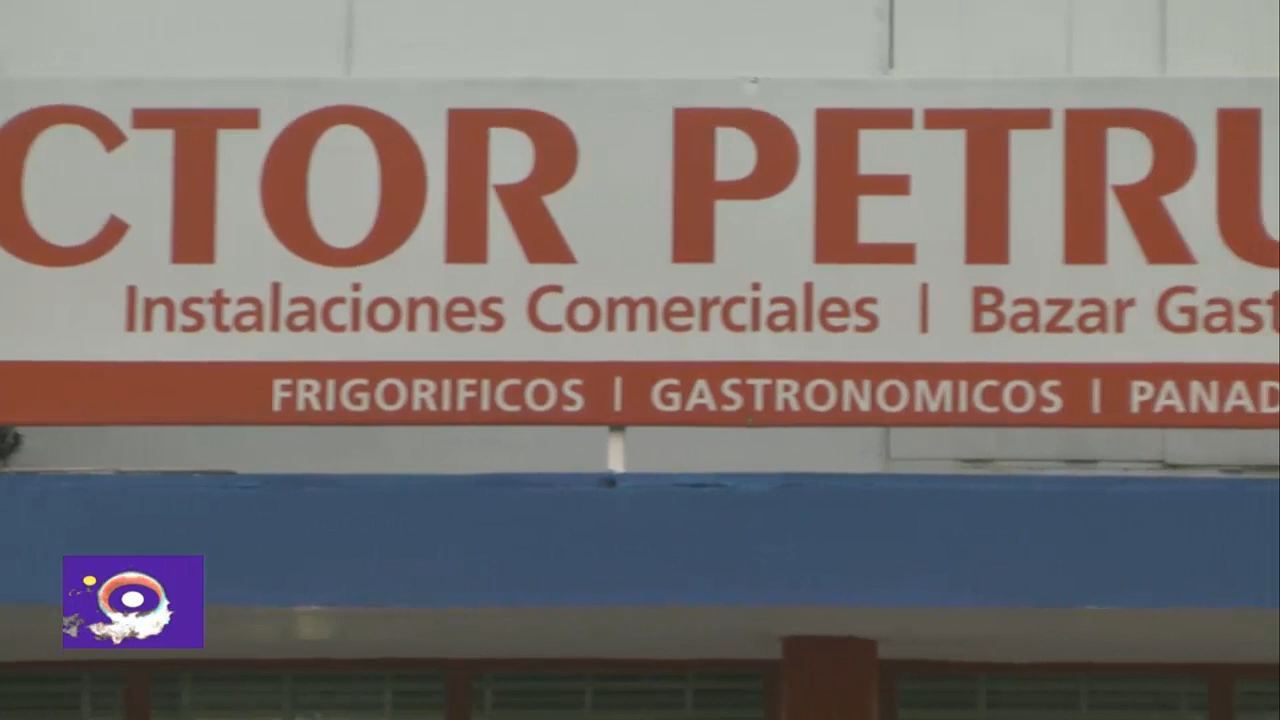 CTOR PETRU
Instalaciones Comerciales | Bazar Gast
FRIGORIFICOS | GASTRONOMICOS | PANAD